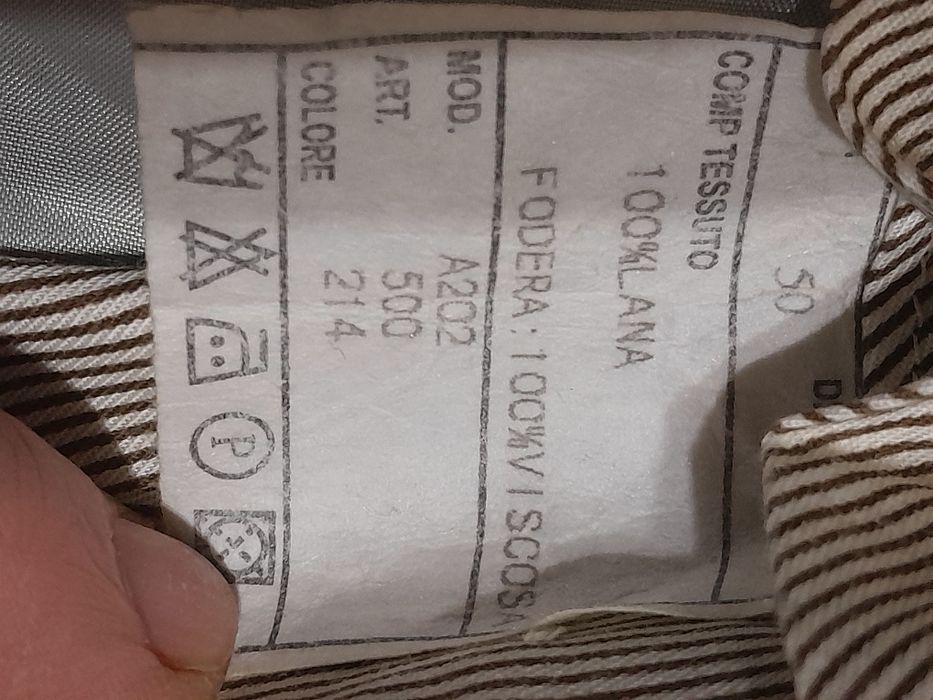 50
COMP TESSUTO
100%LANA
FODERA: 100%VISCOSA
MOD. A202
ART. 500
COLORE 214
P